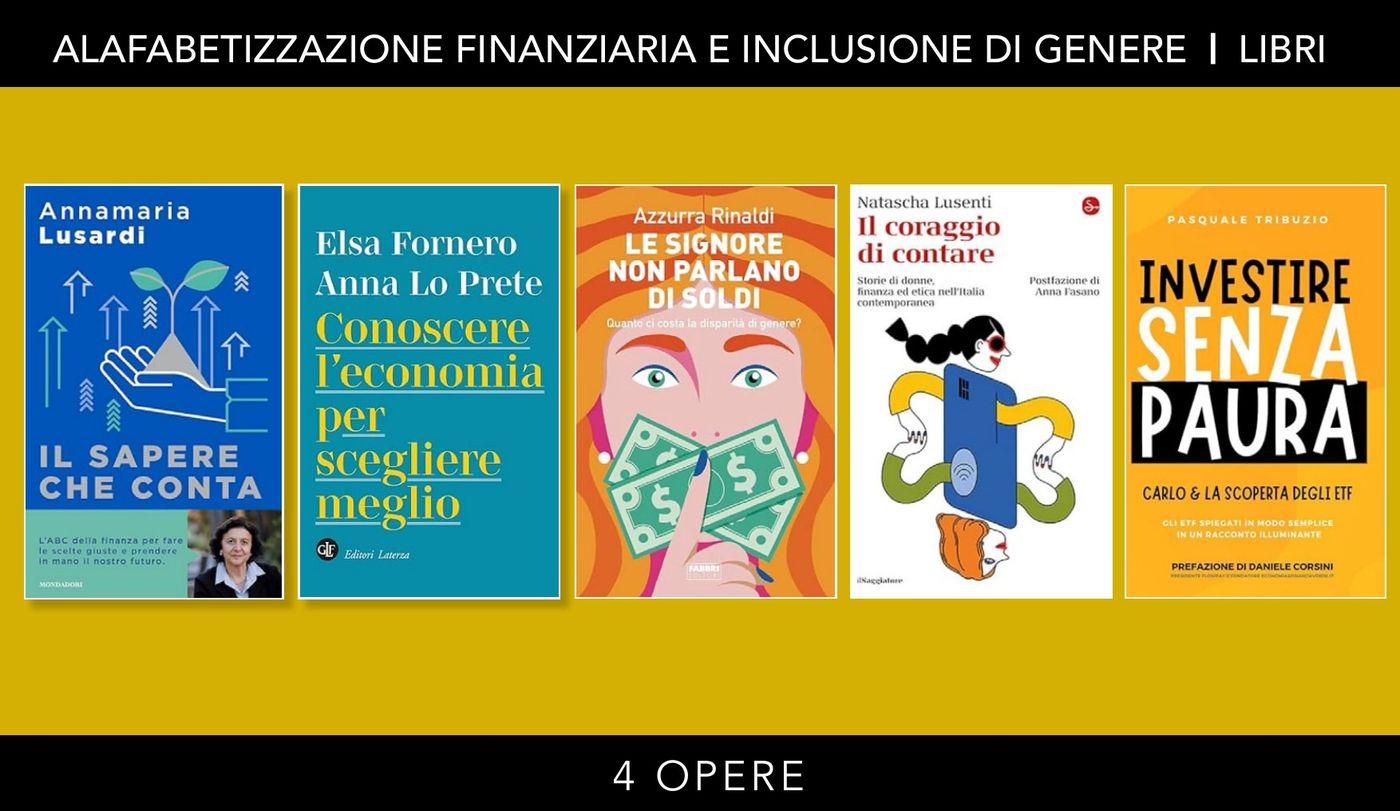 ALAFABETIZZAZIONE FINANZIARIA E INCLUSIONE DI GENERE | LIBRI
Annamaria
Lusardi
IL SAPERE
CHE CONTA
L'ABC della finanza per fare
le scelte giuste e prendere
in mano il nostro futuro.
MONDADORI
Elsa Fornero
Anna Lo Prete
Conoscere
l'economia
per
scegliere
meglio
GLF Editori Laterza
Azzurra Rinaldi
LE SIGNORE
NON PARLANO
DI SOLDI
Quanto ci costa la disparità di genere?
$ $
$ $
FABBRI
EDITORI
Natascha Lusenti
Il coraggio
di contare
Storie di donne,
finanza ed etica nell'Italia
contemporanea
Postfazione di
Anna Fasano
ilSaggiatore
PASQUALE TRIBUZIO
INVESTIRE
SENZA
PAURA
CARLO & LA SCOPERTA DEGLI ETF
GLI ETF SPIEGATI IN MODO SEMPLICE
IN UN RACCONTO ILLUMINANTE
PREFAZIONE DI DANIELE CORSINI
4 OPERE